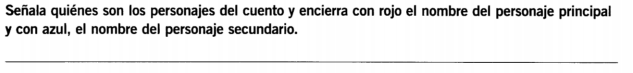 Señala quiénes son los personajes del cuento y encierra con rojo el nombre del personaje principal
y con azul, el nombre del personaje secundario.